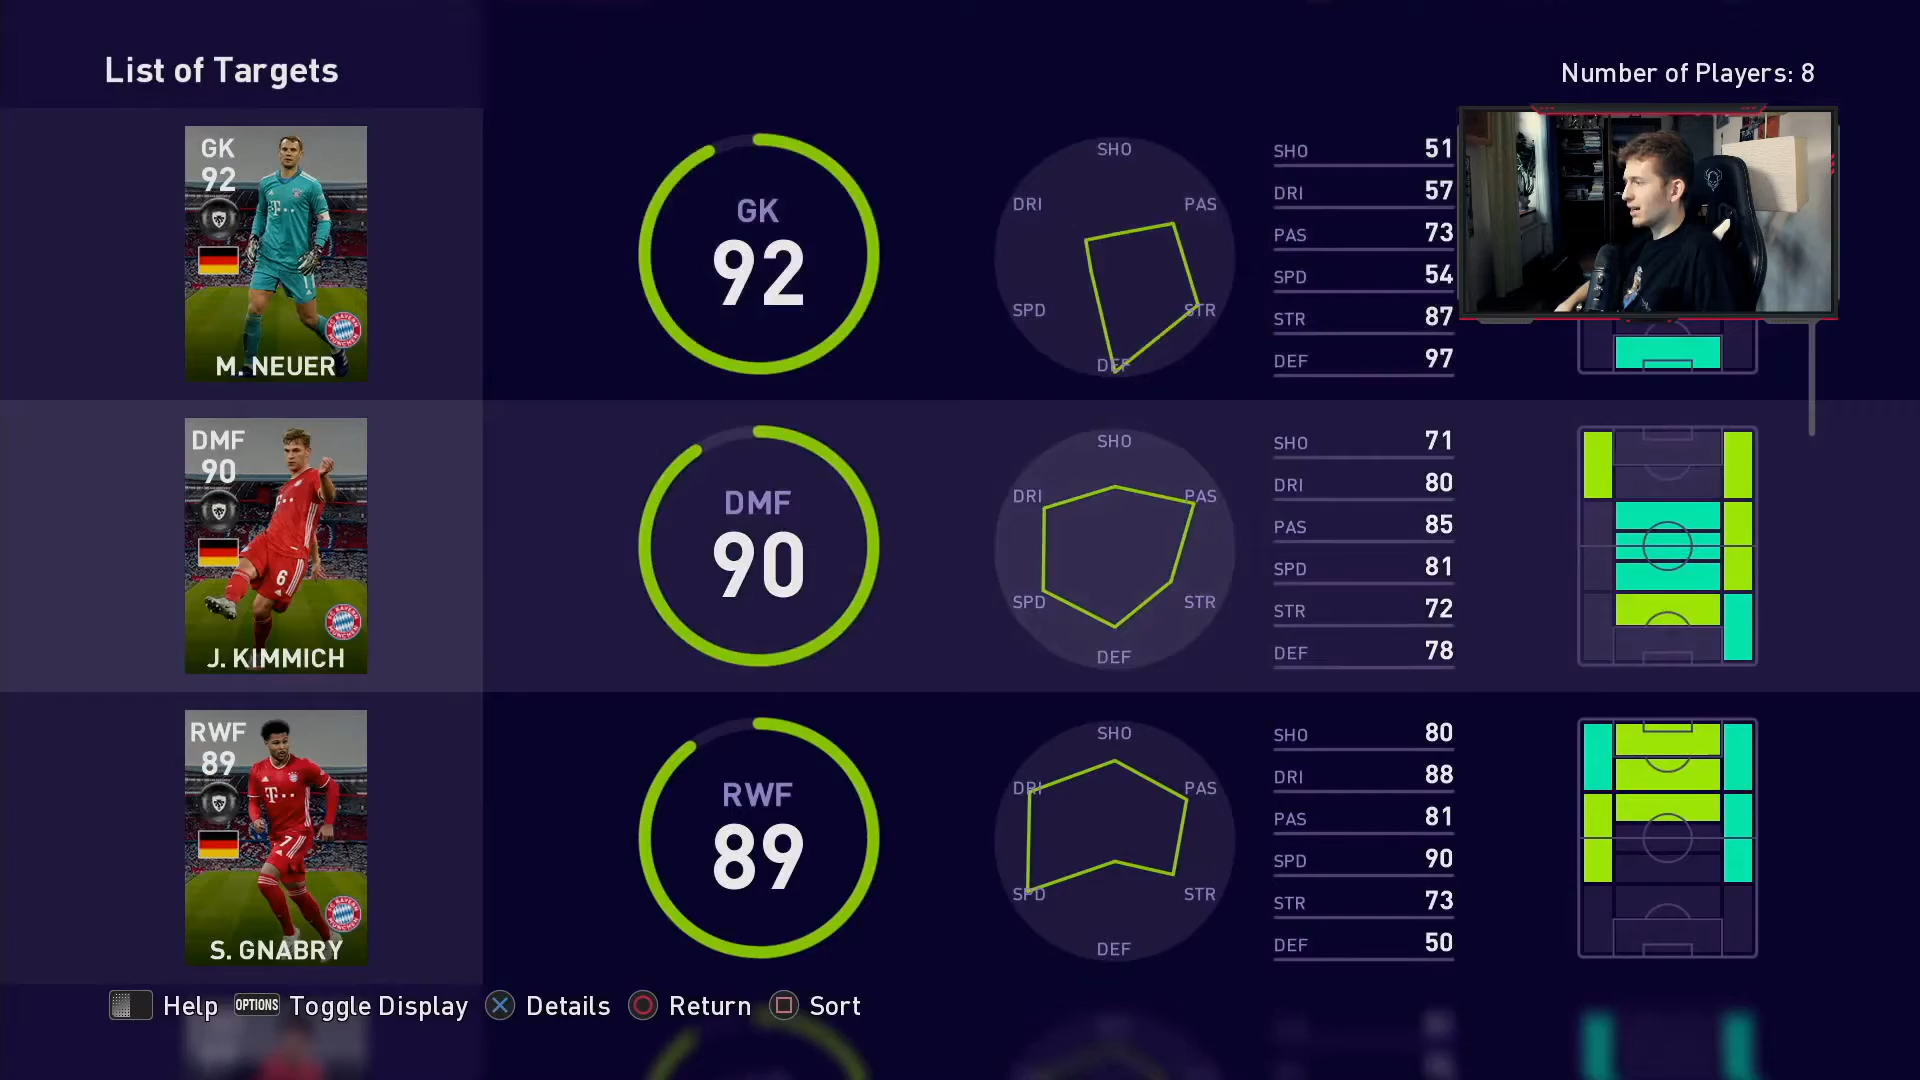 List of Targets
Number of Players: 8
GK
92
M. NEUER
GK
92
SHO
PAS
STR
DEF
SPD
DRI
SHO 51
DRI 57
PAS 73
SPD 54
STR 87
DEF 97
DMF
90
6
J. KIMMICH
DMF
90
SHO
PAS
STR
DEF
SPD
DRI
SHO 71
DRI 80
PAS 85
SPD 81
STR 72
DEF 78
RWF
89
7
S. GNABRY
RWF
89
SHO
PAS
STR
DEF
SPD
DRI
SHO 80
DRI 88
PAS 81
SPD 90
STR 73
DEF 50
Help OPTIONS Toggle Display Details Return Sort